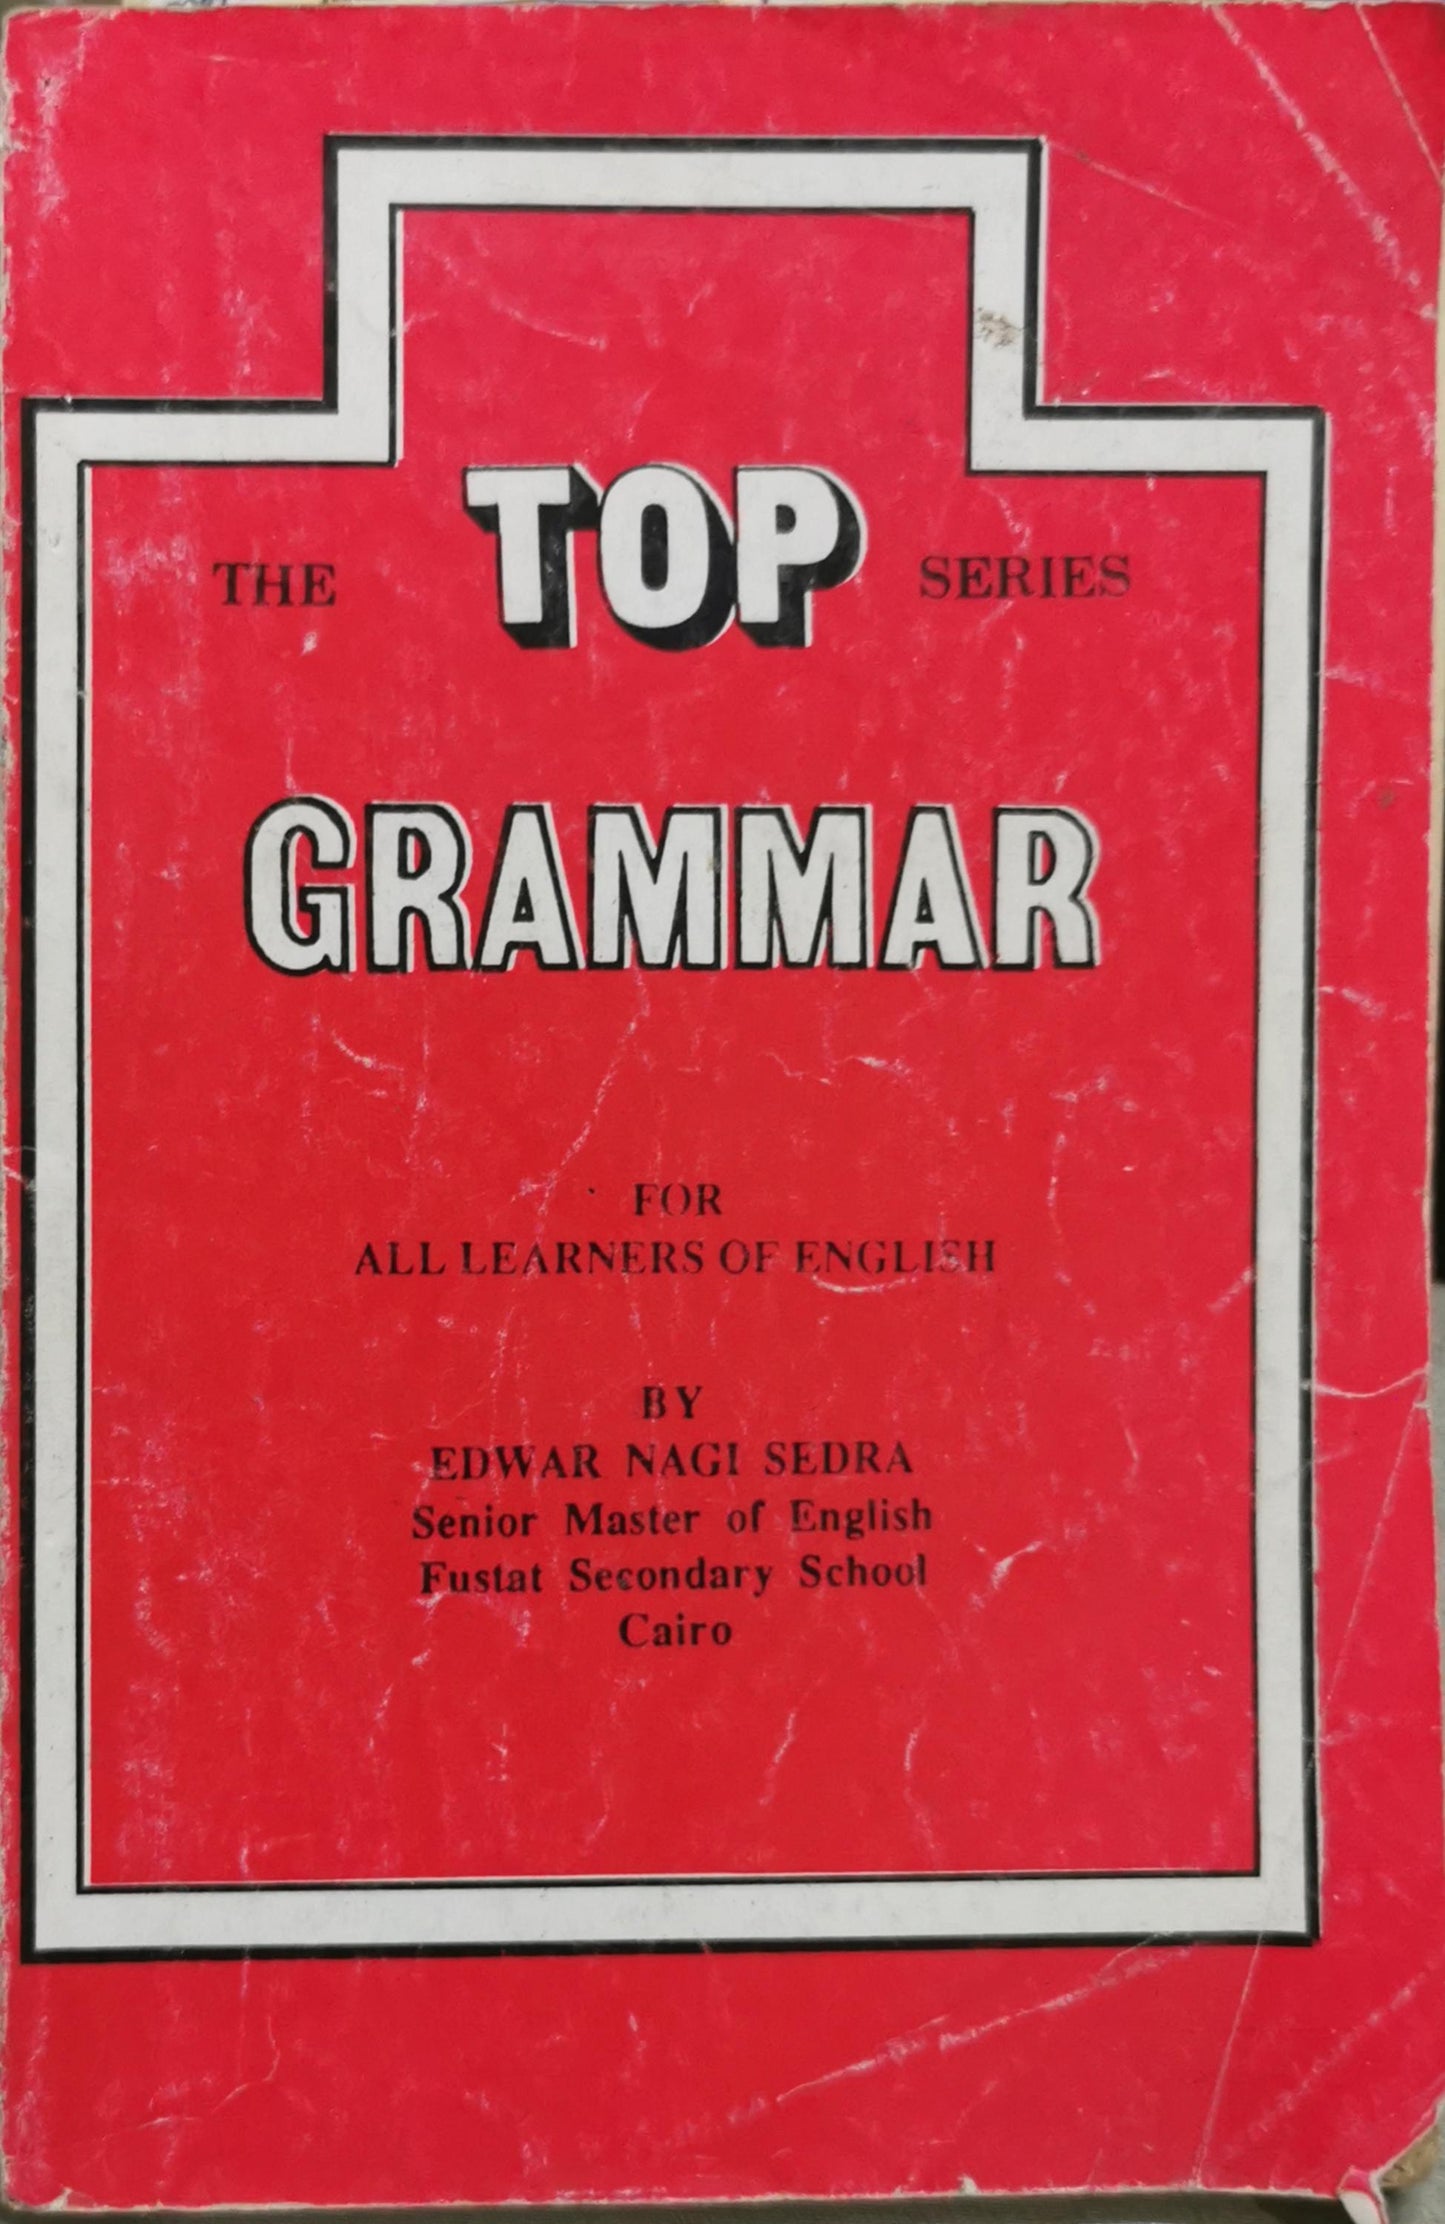 THE TOP SERIES
GRAMMAR
FOR
ALL LEARNERS OF ENGLISH
BY
EDWAR NAGI SEDRA
Senior Master of English
Fustat Secondary School
Cairo